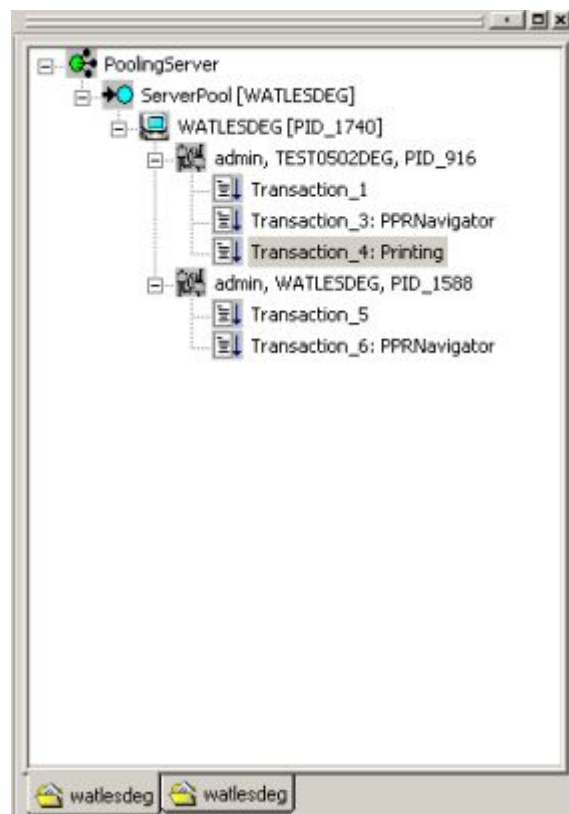 PoolingServer
ServerPool [WATLESDEG]
WATLESDEG [PID_1740]
admin, TEST0502DEG, PID_916
Transaction_1
Transaction_3: PPRNavigator
Transaction_4: Printing
admin, WATLESDEG, PID_1588
Transaction_5
Transaction_6: PPRNavigator
watlesdeg watlesdeg